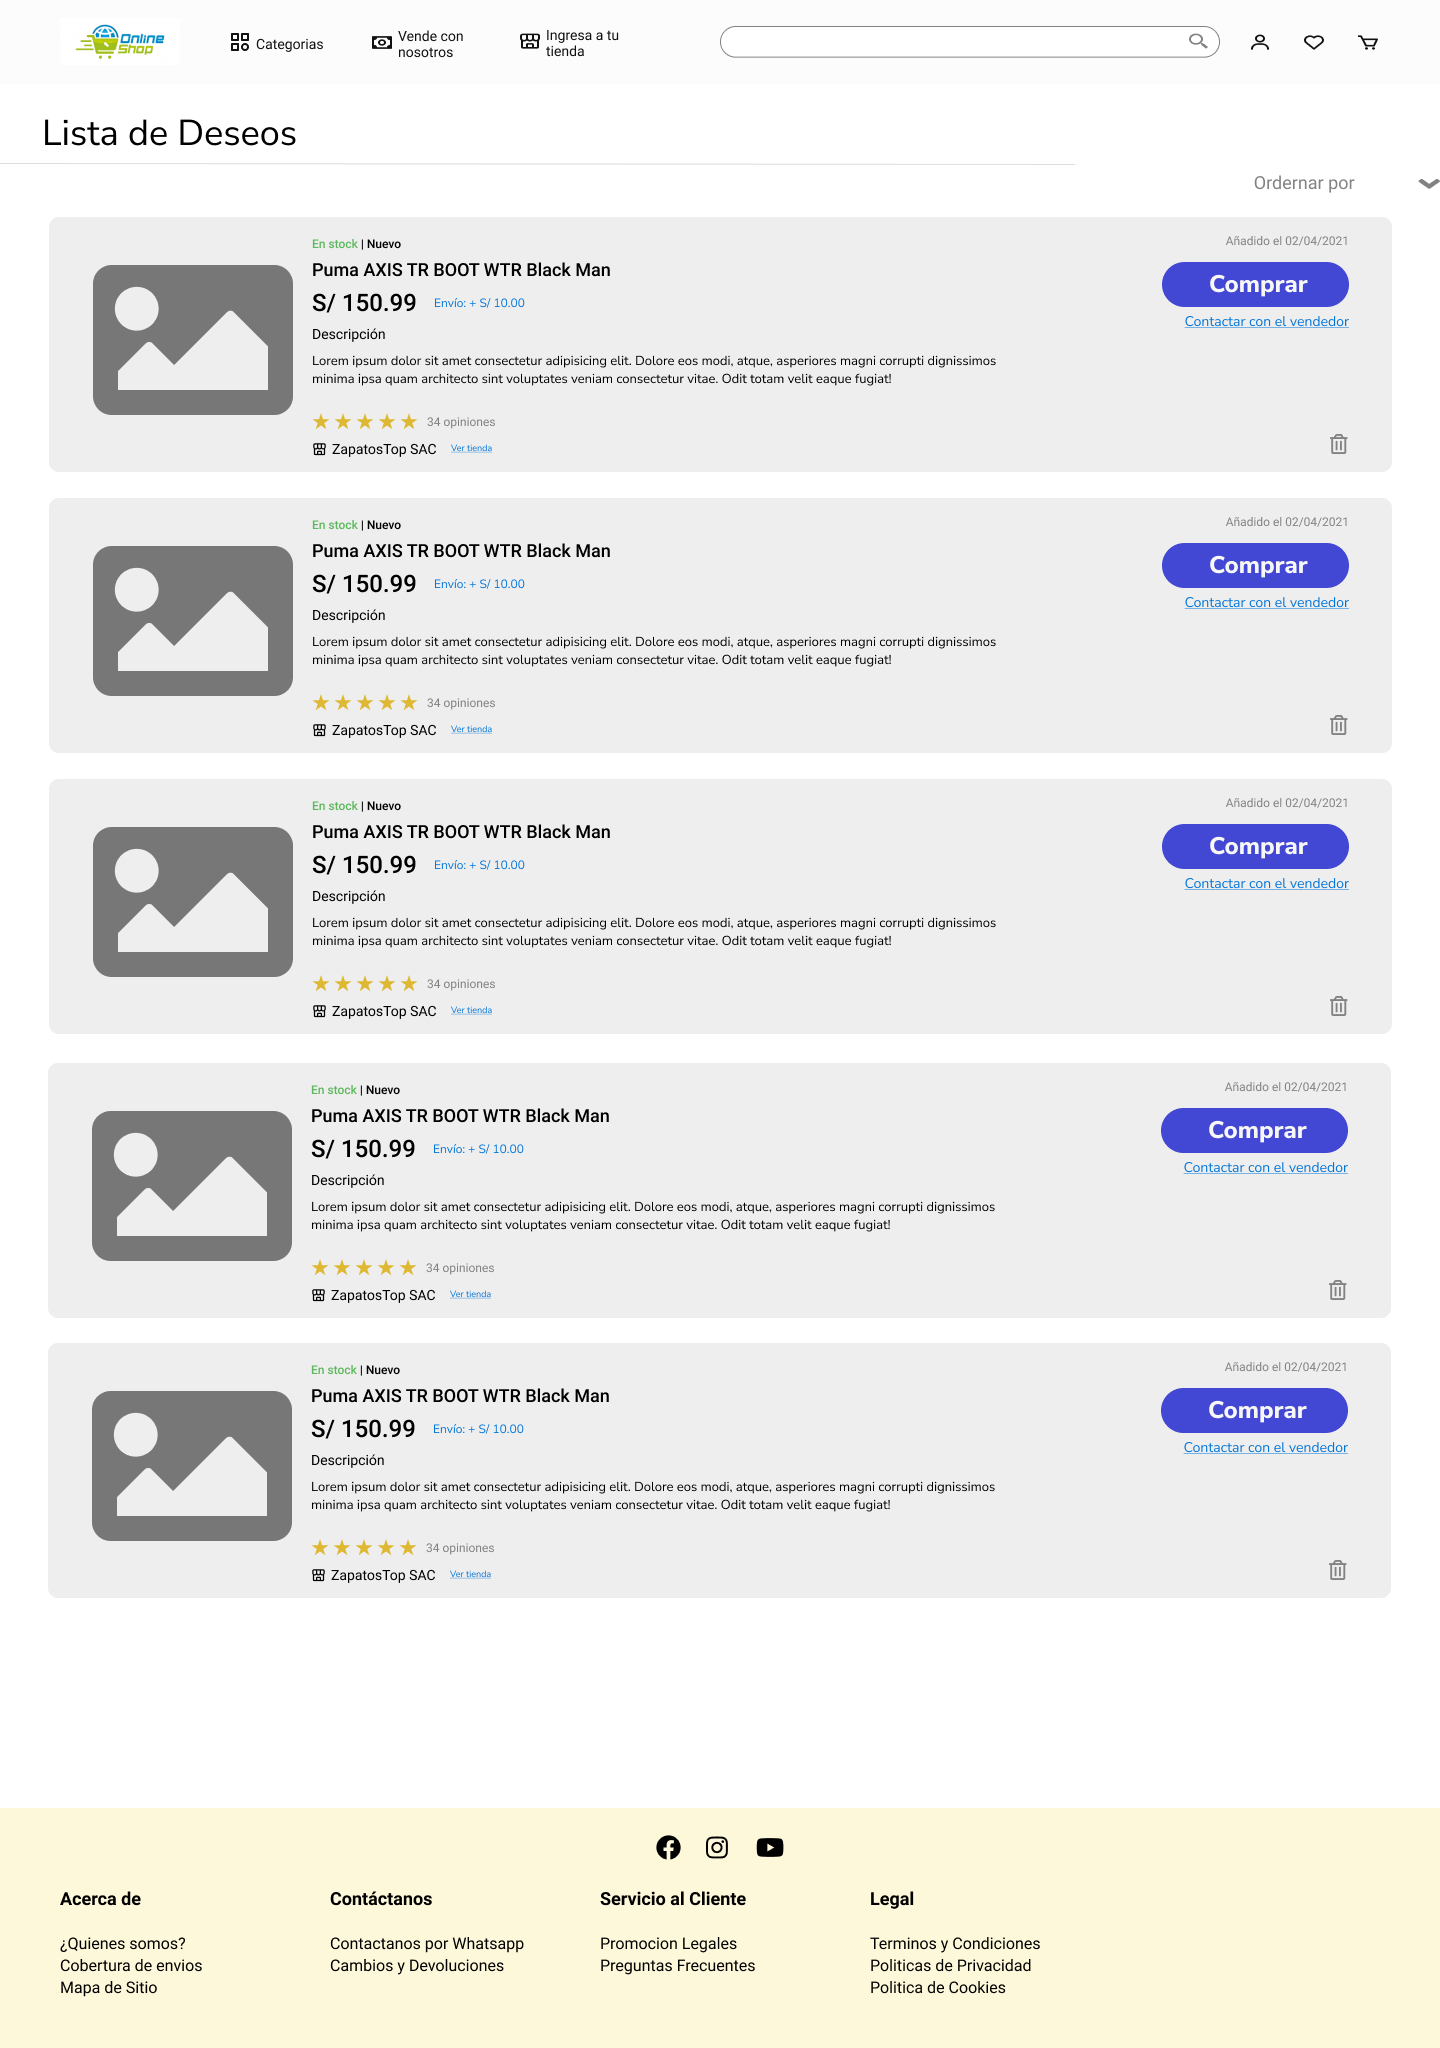 Online
Shop
Categorias
Vende con
nosotros
Ingresa a tu
tienda
Lista de Deseos
Ordernar por
En stock | Nuevo
Añadido el 02/04/2021
Puma AXIS TR BOOT WTR Black Man
Comprar
S/ 150.99 Envío: + S/ 10.00
Contactar con el vendedor
Descripción
Lorem ipsum dolor sit amet consectetur adipisicing elit. Dolore eos modi, atque, asperiores magni corrupti dignissimos
minima ipsa quam architecto sint voluptates veniam consectetur vitae. Odit totam velit eaque fugiat!
34 opiniones
ZapatosTop SAC Ver tienda
En stock | Nuevo
Añadido el 02/04/2021
Puma AXIS TR BOOT WTR Black Man
Comprar
S/ 150.99 Envío: + S/ 10.00
Contactar con el vendedor
Descripción
Lorem ipsum dolor sit amet consectetur adipisicing elit. Dolore eos modi, atque, asperiores magni corrupti dignissimos
minima ipsa quam architecto sint voluptates veniam consectetur vitae. Odit totam velit eaque fugiat!
34 opiniones
ZapatosTop SAC Ver tienda
En stock | Nuevo
Añadido el 02/04/2021
Puma AXIS TR BOOT WTR Black Man
Comprar
S/ 150.99 Envío: + S/ 10.00
Contactar con el vendedor
Descripción
Lorem ipsum dolor sit amet consectetur adipisicing elit. Dolore eos modi, atque, asperiores magni corrupti dignissimos
minima ipsa quam architecto sint voluptates veniam consectetur vitae. Odit totam velit eaque fugiat!
34 opiniones
ZapatosTop SAC Ver tienda
En stock | Nuevo
Añadido el 02/04/2021
Puma AXIS TR BOOT WTR Black Man
Comprar
S/ 150.99 Envío: + S/ 10.00
Contactar con el vendedor
Descripción
Lorem ipsum dolor sit amet consectetur adipisicing elit. Dolore eos modi, atque, asperiores magni corrupti dignissimos
minima ipsa quam architecto sint voluptates veniam consectetur vitae. Odit totam velit eaque fugiat!
34 opiniones
ZapatosTop SAC Ver tienda
En stock | Nuevo
Añadido el 02/04/2021
Puma AXIS TR BOOT WTR Black Man
Comprar
S/ 150.99 Envío: + S/ 10.00
Contactar con el vendedor
Descripción
Lorem ipsum dolor sit amet consectetur adipisicing elit. Dolore eos modi, atque, asperiores magni corrupti dignissimos
minima ipsa quam architecto sint voluptates veniam consectetur vitae. Odit totam velit eaque fugiat!
34 opiniones
ZapatosTop SAC Ver tienda
Acerca de
¿Quienes somos?
Cobertura de envios
Mapa de Sitio
Contáctanos
Contactanos por Whatsapp
Cambios y Devoluciones
Servicio al Cliente
Promocion Legales
Preguntas Frecuentes
Legal
Terminos y Condiciones
Politicas de Privacidad
Politica de Cookies